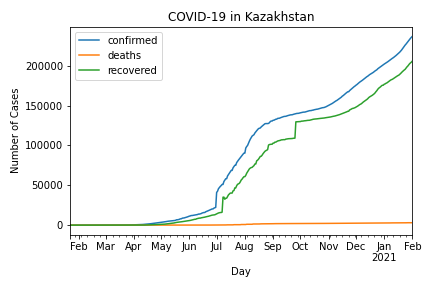 COVID-19 in Kazakhstan
confirmed
deaths
recovered
Number of Cases
200000
150000
100000
50000
0
Feb Mar Apr May Jun Jul Aug Sep Oct Nov Dec Jan Feb
2021
Day